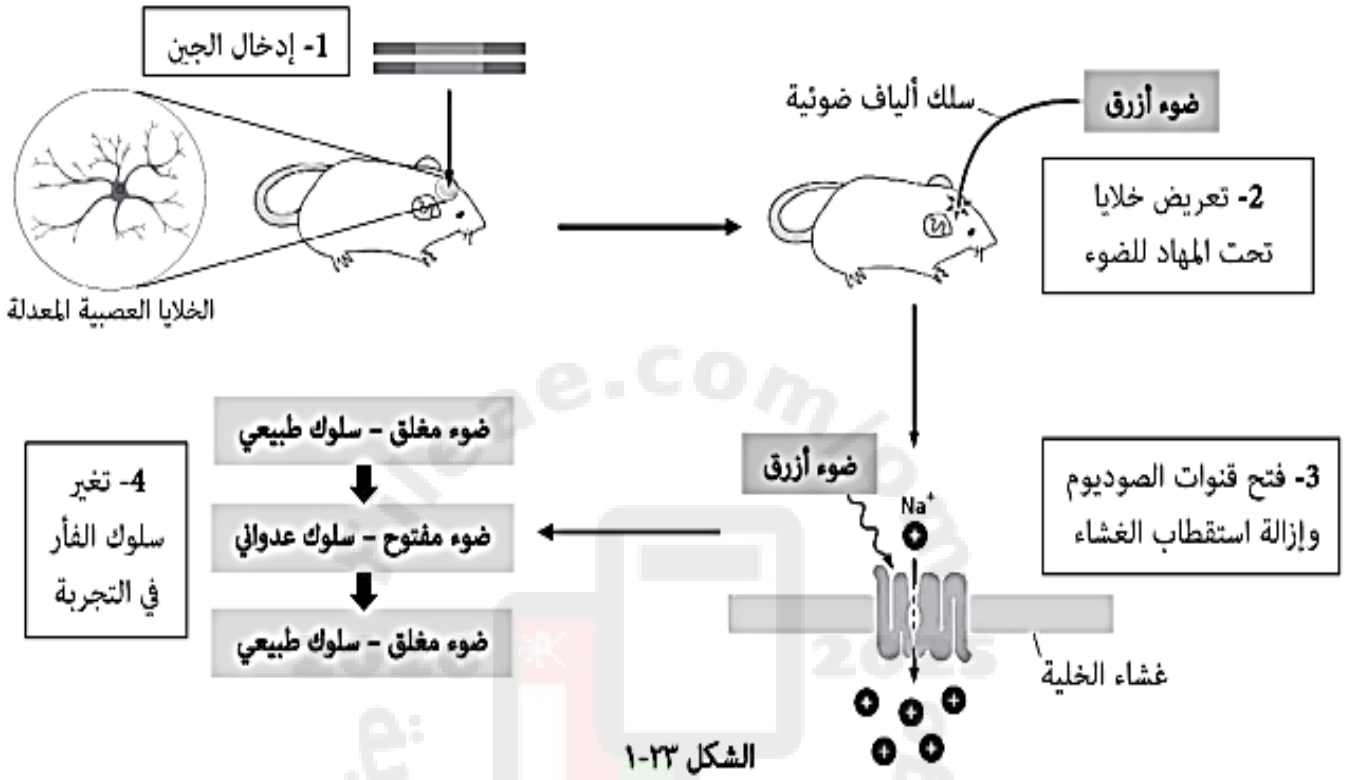 1- إدخال الجين
الخلايا العصبية المعدلة
ضوء أزرق
سلك ألياف ضوئية
2- تعريض خلايا
تحت المهاد للضوء
3- فتح قنوات الصوديوم
وإزالة استقطاب الغشاء
ضوء أزرق
Na+
غشاء الخلية
4- تغير
سلوك الفأر
في التجربة
ضوء مغلق – سلوك طبيعي
ضوء مفتوح – سلوك عدواني
ضوء مغلق – سلوك طبيعي
الشكل ٢٣-١